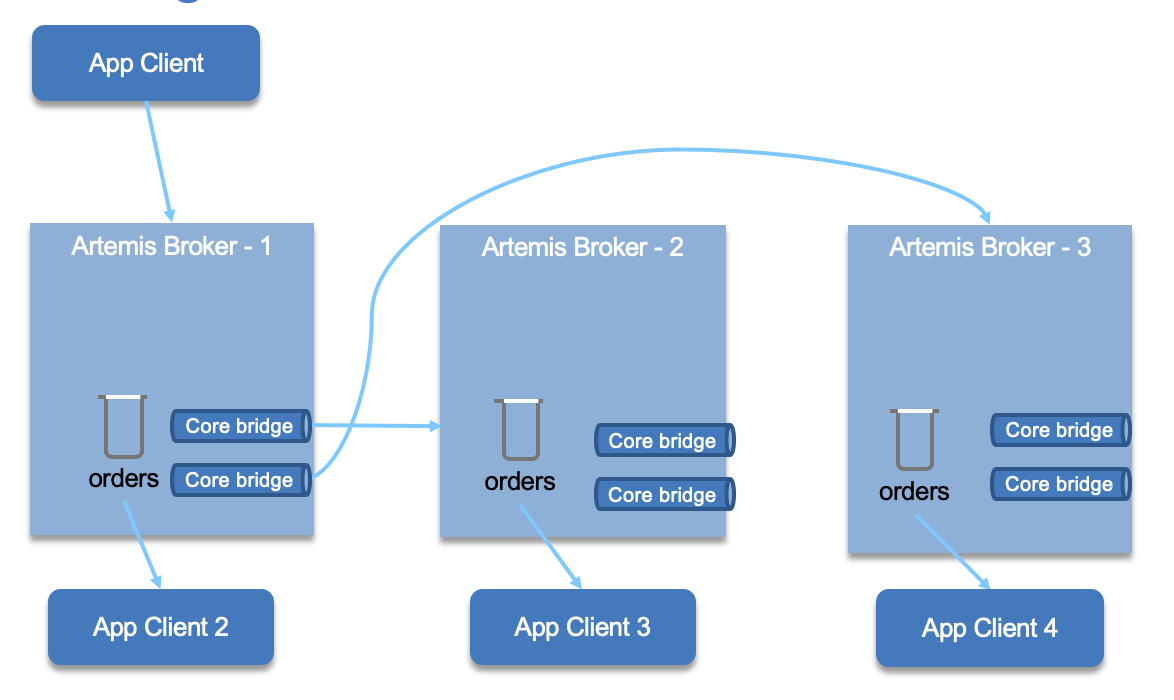 App Client
Artemis Broker - 1
Artemis Broker - 2
Artemis Broker - 3
Core bridge
Core bridge
orders
Core bridge
Core bridge
orders
Core bridge
Core bridge
orders
App Client 2
App Client 3
App Client 4